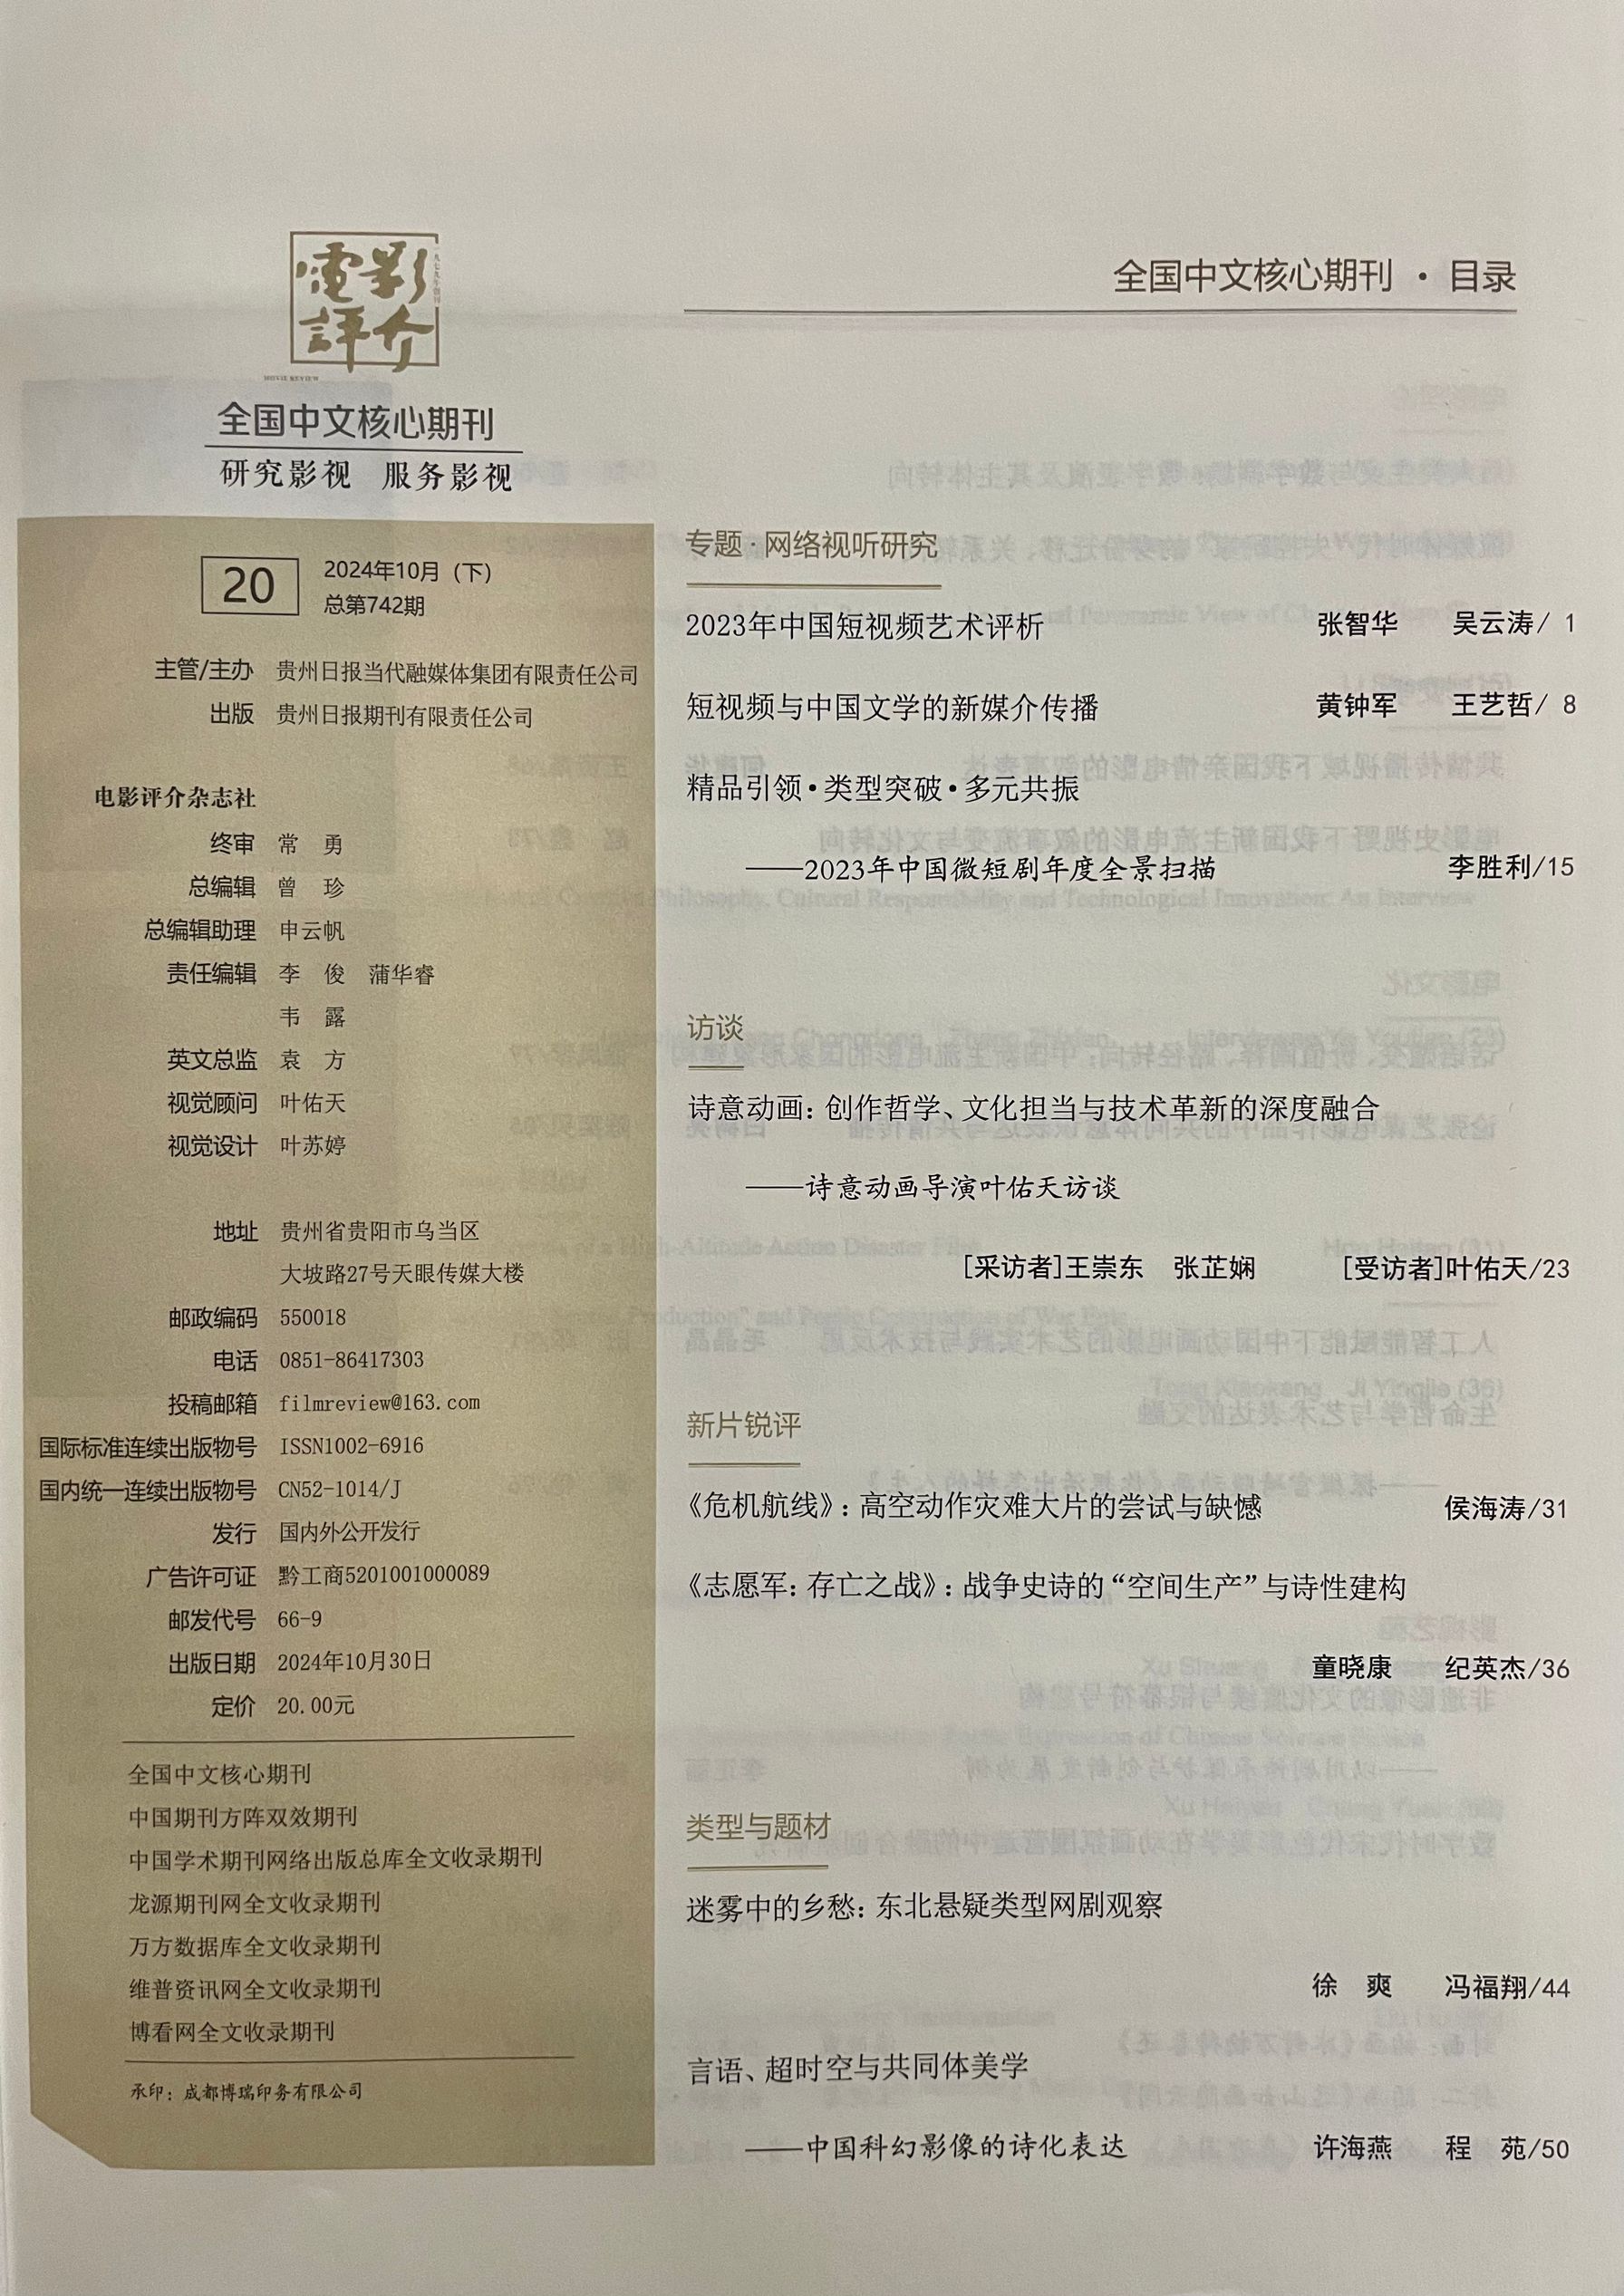 電影
評介
一九七九年創刊
MOVIE REVIEW
全国中文核心期刊
研究影视 服务影视
20
2024年10月（下）
总第742期
主管/主办 贵州日报当代融媒体集团有限责任公司
出版 贵州日报期刊有限责任公司
电影评介杂志社
终审 常 勇
总编辑 曾 珍
总编辑助理 申云帆
责任编辑 李 俊 蒲华睿
韦 露
英文总监 袁 方
视觉顾问 叶佑天
视觉设计 叶苏婷
地址 贵州省贵阳市乌当区
大坡路27号天眼传媒大楼
邮政编码 550018
电话 0851-86417303
投稿邮箱 filmreview@163.com
国际标准连续出版物号 ISSN1002-6916
国内统一连续出版物号 CN52-1014/J
发行 国内外公开发行
广告许可证 黔工商5201001000089
邮发代号 66-9
出版日期 2024年10月30日
定价 20.00元
全国中文核心期刊
中国期刊方阵双效期刊
中国学术期刊网络出版总库全文收录期刊
龙源期刊网全文收录期刊
万方数据库全文收录期刊
维普资讯网全文收录期刊
博看网全文收录期刊
承印：成都博瑞印务有限公司
全国中文核心期刊 · 目录
专题·网络视听研究
2023年中国短视频艺术评析 张智华 吴云涛/ 1
短视频与中国文学的新媒介传播 黄钟军 王艺哲/ 8
精品引领·类型突破·多元共振
——2023年中国微短剧年度全景扫描 李胜利/15
访谈
诗意动画：创作哲学、文化担当与技术革新的深度融合
——诗意动画导演叶佑天访谈
[采访者]王崇东 张芷娴 [受访者]叶佑天/23
新片锐评
《危机航线》：高空动作灾难大片的尝试与缺憾 侯海涛/31
《志愿军：存亡之战》：战争史诗的“空间生产”与诗性建构
童晓康 纪英杰/36
类型与题材
迷雾中的乡愁：东北悬疑类型网剧观察
徐 爽 冯福翔/44
言语、超时空与共同体美学
——中国科幻影像的诗化表达 许海燕 程 苑/50